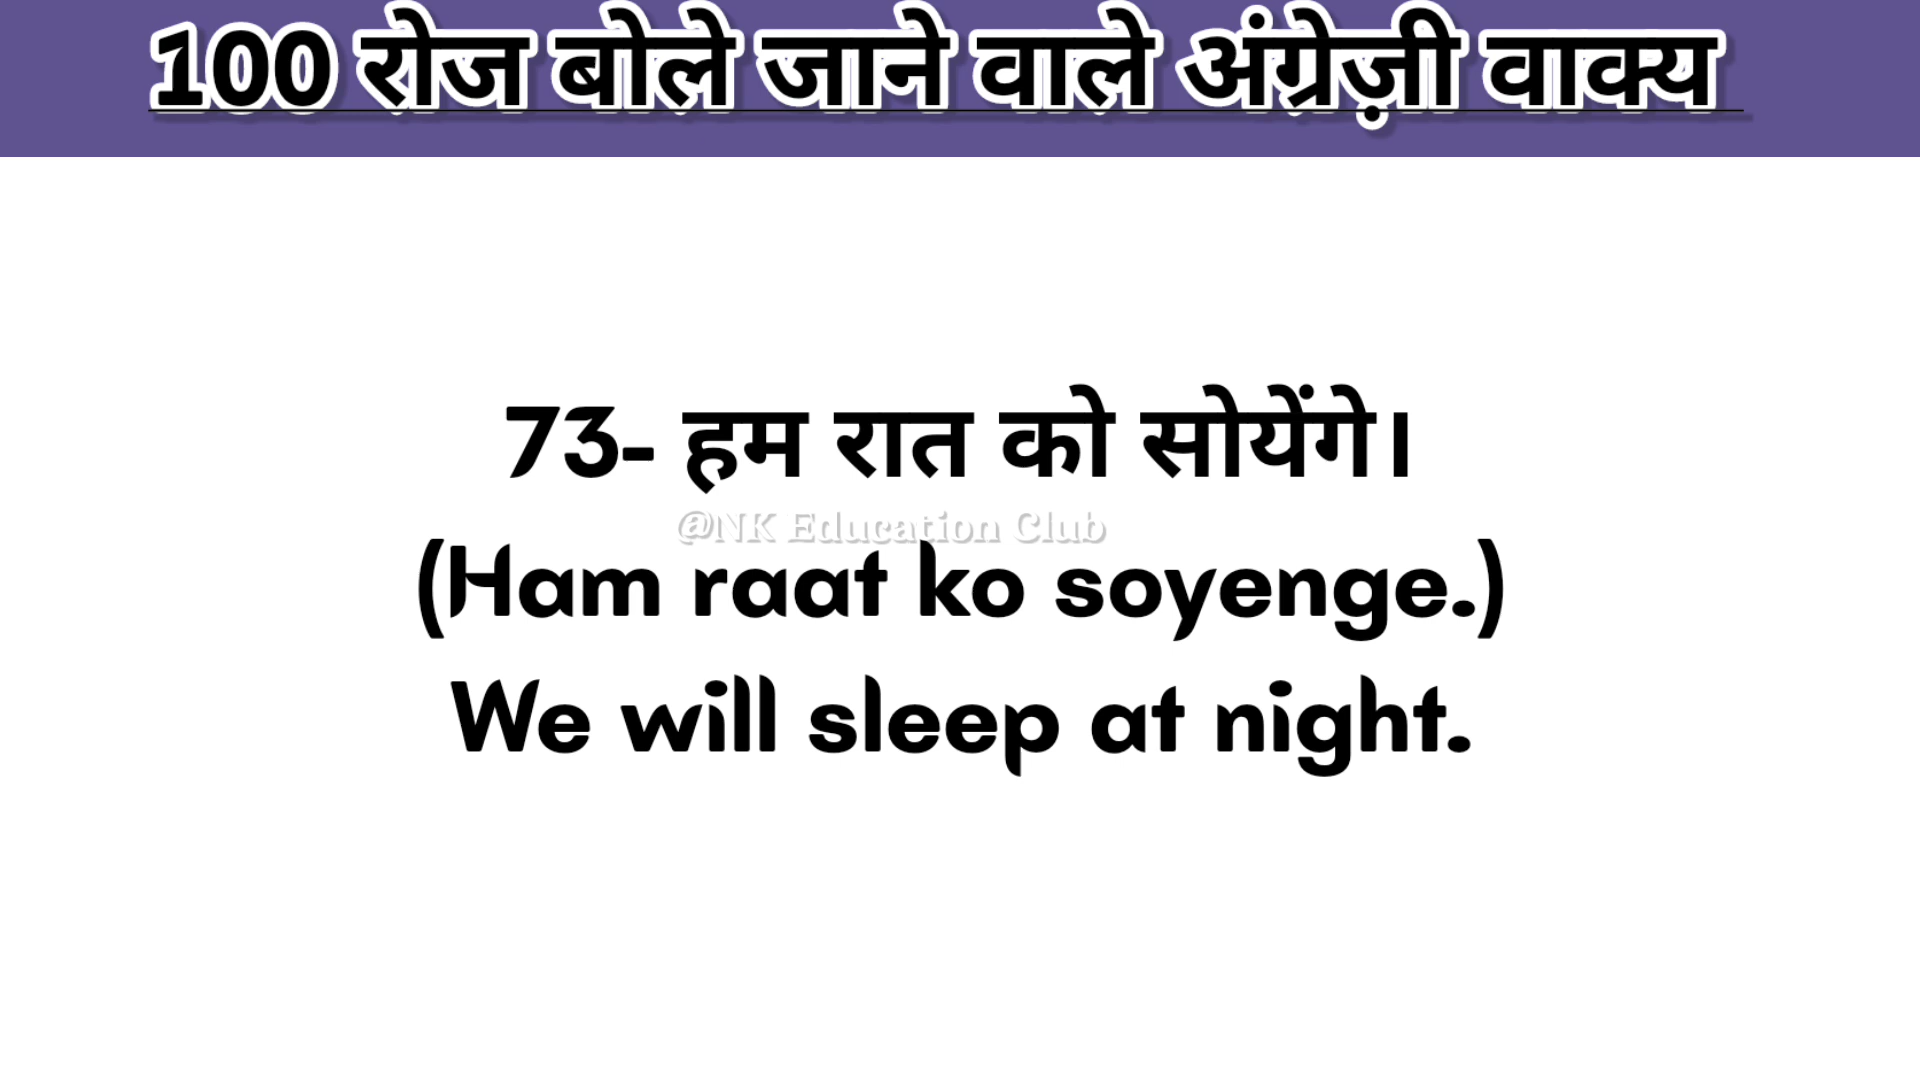 100 रोज बोले जाने वाले अंग्रेज़ी वाक्य
73- हम रात को सोयेंगे।
@NK Education Club
(Ham raat ko soyenge.)
We will sleep at night.